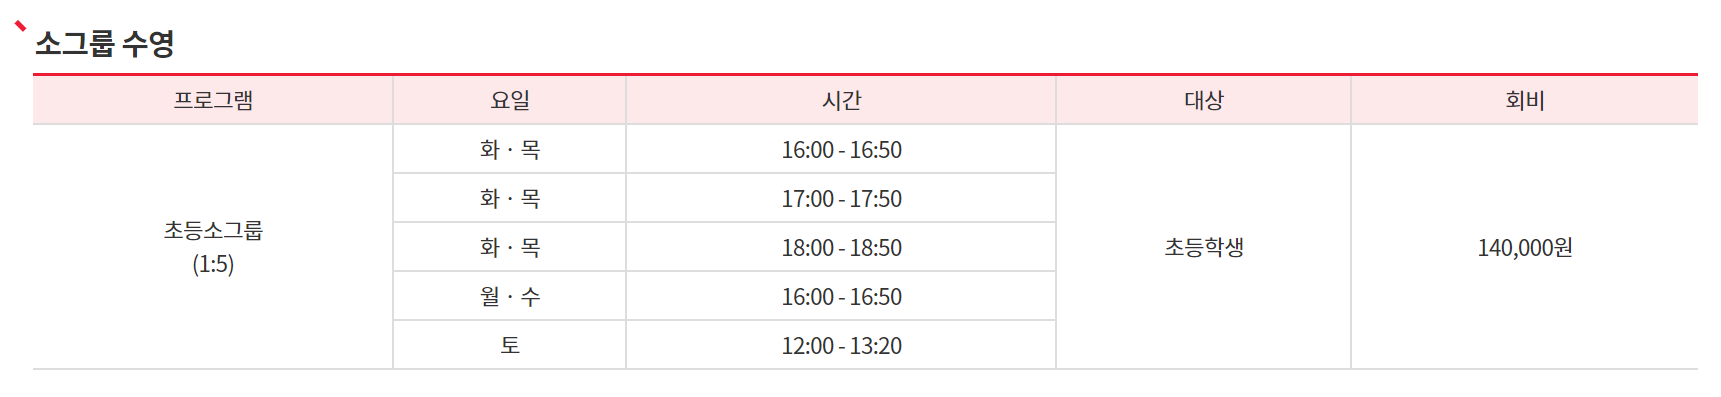 소그룹 수영
프로그램 요일 시간 대상 회비
초등소그룹
(1:5)
화 · 목 16:00 - 16:50
화 · 목 17:00 - 17:50
화 · 목 18:00 - 18:50
월 · 수 16:00 - 16:50
토 12:00 - 13:20
초등학생
140,000원